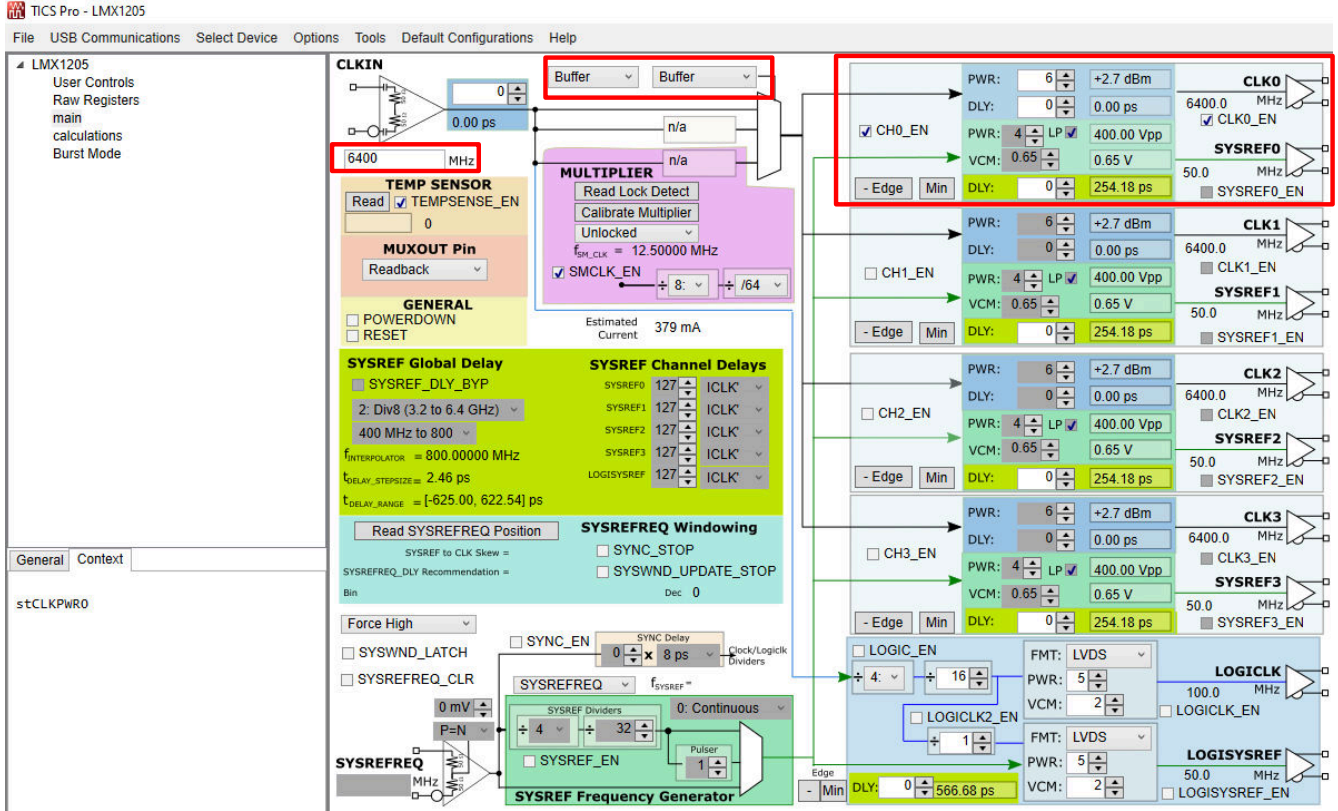 TICS Pro - LMX1205
File USB Communications Select Device Options Tools Default Configurations Help
LMX1205
User Controls
Raw Registers
main
calculations
Burst Mode
General Context
stCLKPWR0
CLKIN
50 Ω
50 Ω
0
0.00 ps
6400 MHz
Buffer Buffer
n/a
n/a
TEMP SENSOR
Read TEMPSENSE_EN
0
MUXOUT Pin
Readback
GENERAL
POWERDOWN
RESET
MULTIPLIER
Read Lock Detect
Calibrate Multiplier
Unlocked
fSM_CLK = 12.50000 MHz
SMCLK_EN
÷ 8: ÷ /64
Estimated Current 379 mA
SYSREF Global Delay
SYSREF_DLY_BYP
2: Div8 (3.2 to 6.4 GHz)
400 MHz to 800
fINTERPOLATOR = 800.00000 MHz
tDELAY_STEPSIZE = 2.46 ps
tDELAY_RANGE = [-625.00, 622.54] ps
SYSREF Channel Delays
SYSREF0 127 ICLK'
SYSREF1 127 ICLK'
SYSREF2 127 ICLK'
SYSREF3 127 ICLK'
LOGISYSREF 127 ICLK'
Read SYSREFREQ Position
SYSREF to CLK Skew =
SYSREFREQ_DLY Recommendation =
Bin Dec 0
SYSREFREQ Windowing
SYNC_STOP
SYSWND_UPDATE_STOP
Force High
SYSWND_LATCH
SYSREFREQ_CLR
SYNC_EN
SYNC Delay
0 x 8 ps
Clock/Logiclk Dividers
SYSREFREQ fSYSREF =
0 mV
P=N
SYSREFREQ
MHz
50 Ω
50 Ω
SYSREF Dividers
÷ 4 ÷ 32
0: Continuous
SYSREF_EN
Pulser
1
SYSREF Frequency Generator
CH0_EN
- Edge Min
PWR: 6 +2.7 dBm
DLY: 0 0.00 ps
PWR: 4 LP 400.00 Vpp
VCM: 0.65 0.65 V
DLY: 0 254.18 ps
CLK0
6400.0 MHz
CLK0_EN
SYSREF0
50.0 MHz
SYSREF0_EN
CH1_EN
- Edge Min
PWR: 6 +2.7 dBm
DLY: 0 0.00 ps
PWR: 4 LP 400.00 Vpp
VCM: 0.65 0.65 V
DLY: 0 254.18 ps
CLK1
6400.0 MHz
CLK1_EN
SYSREF1
50.0 MHz
SYSREF1_EN
CH2_EN
- Edge Min
PWR: 6 +2.7 dBm
DLY: 0 0.00 ps
PWR: 4 LP 400.00 Vpp
VCM: 0.65 0.65 V
DLY: 0 254.18 ps
CLK2
6400.0 MHz
CLK2_EN
SYSREF2
50.0 MHz
SYSREF2_EN
CH3_EN
- Edge Min
PWR: 6 +2.7 dBm
DLY: 0 0.00 ps
PWR: 4 LP 400.00 Vpp
VCM: 0.65 0.65 V
DLY: 0 254.18 ps
CLK3
6400.0 MHz
CLK3_EN
SYSREF3
50.0 MHz
SYSREF3_EN
LOGIC_EN
÷ 4: ÷ 16
LOGICLK2_EN
÷ 1
FMT: LVDS
PWR: 5
VCM: 2
LOGICLK
100.0 MHz
LOGICLK_EN
FMT: LVDS
PWR: 5
VCM: 2
LOGISYSREF
50.0 MHz
LOGISYSREF_EN
Edge
- Min DLY: 0 566.68 ps